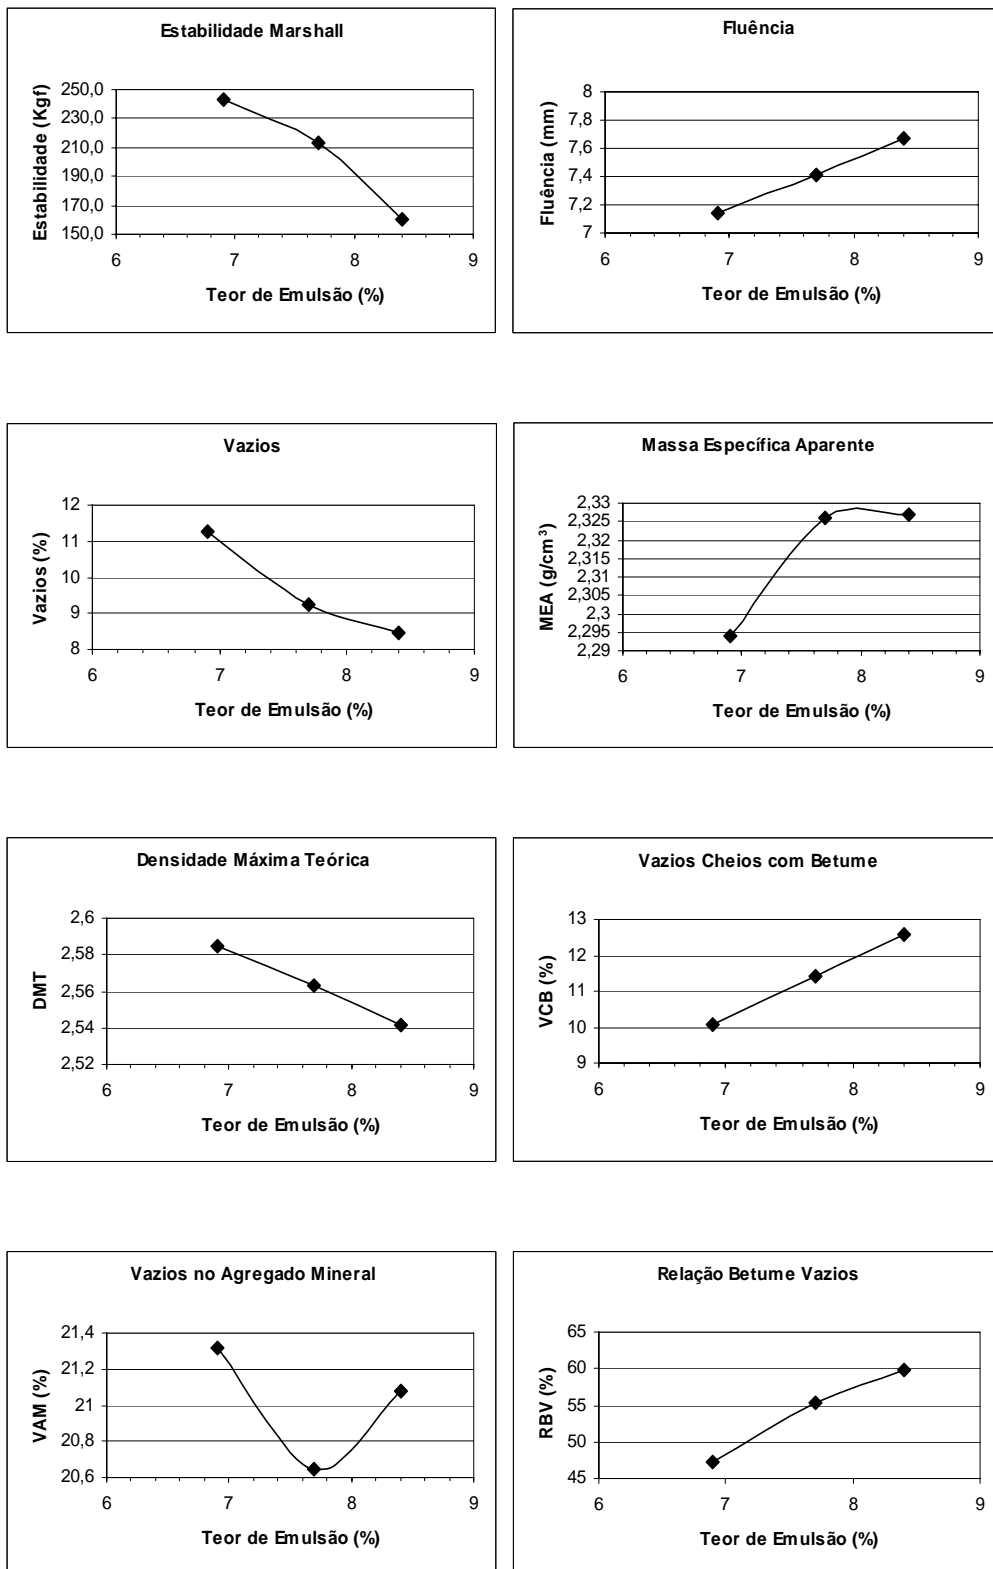 Estabilidade Marshall
Estabilidade (Kgf)
250,0
230,0
210,0
190,0
170,0
150,0
6 7 8 9
Teor de Emulsão (%)
Fluência
Fluência (mm)
8
7,8
7,6
7,4
7,2
7
6 7 8 9
Teor de Emulsão (%)
Vazios
Vazios (%)
12
11
10
9
8
6 7 8 9
Teor de Emulsão (%)
Massa Específica Aparente
MEA (g/cm³)
2,33
2,325
2,32
2,315
2,31
2,305
2,3
2,295
2,29
6 7 8 9
Teor de Emulsão (%)
Densidade Máxima Teórica
DMT
2,6
2,58
2,56
2,54
2,52
6 7 8 9
Teor de Emulsão (%)
Vazios Cheios com Betume
VCB (%)
13
12
11
10
9
6 7 8 9
Teor de Emulsão (%)
Vazios no Agregado Mineral
VAM (%)
21,4
21,2
21
20,8
20,6
6 7 8 9
Teor de Emulsão (%)
Relação Betume Vazios
RBV (%)
65
60
55
50
45
6 7 8 9
Teor de Emulsão (%)